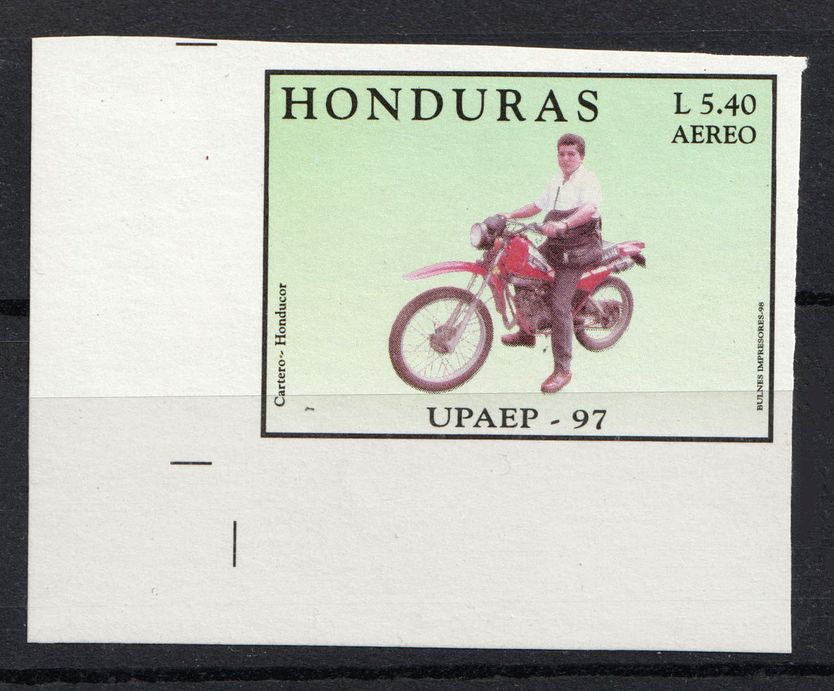 HONDURAS
L 5.40
AEREO
Cartero - Honducor
BULNES IMPRESORES-98
UPAEP - 97